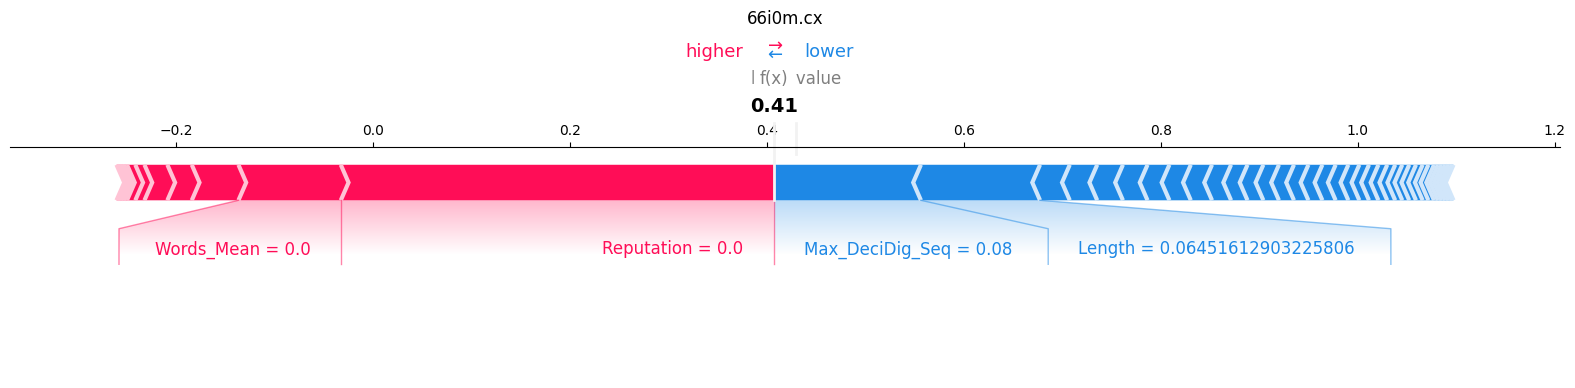 66i0m.cx
higher ⇄ lower
l f(x) value
0.41
−0.2 0.0 0.2 0.4 0.6 0.8 1.0 1.2
Words_Mean = 0.0 Reputation = 0.0 Max_DeciDig_Seq = 0.08 Length = 0.06451612903225806